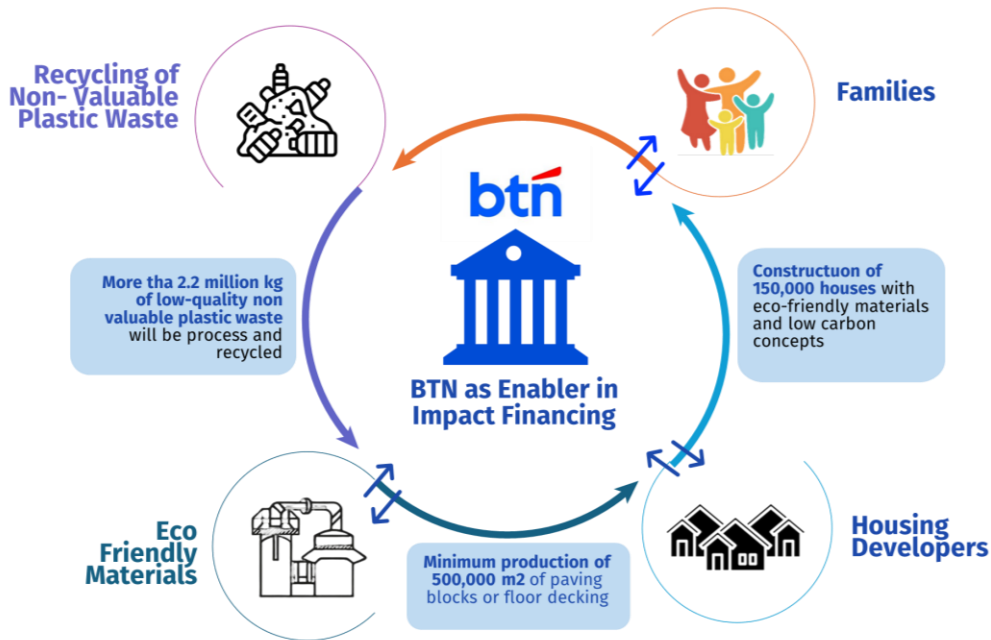 Recycling of
Non- Valuable
Plastic Waste
Families
btn
More tha 2.2 million kg
of low-quality non
valuable plastic waste
will be process and
recycled
Constructuon of
150,000 houses with
eco-friendly materials
and low carbon
concepts
BTN as Enabler in
Impact Financing
Eco
Friendly
Materials
Minimum production of
500,000 m2 of paving
blocks or floor decking
Housing
Developers